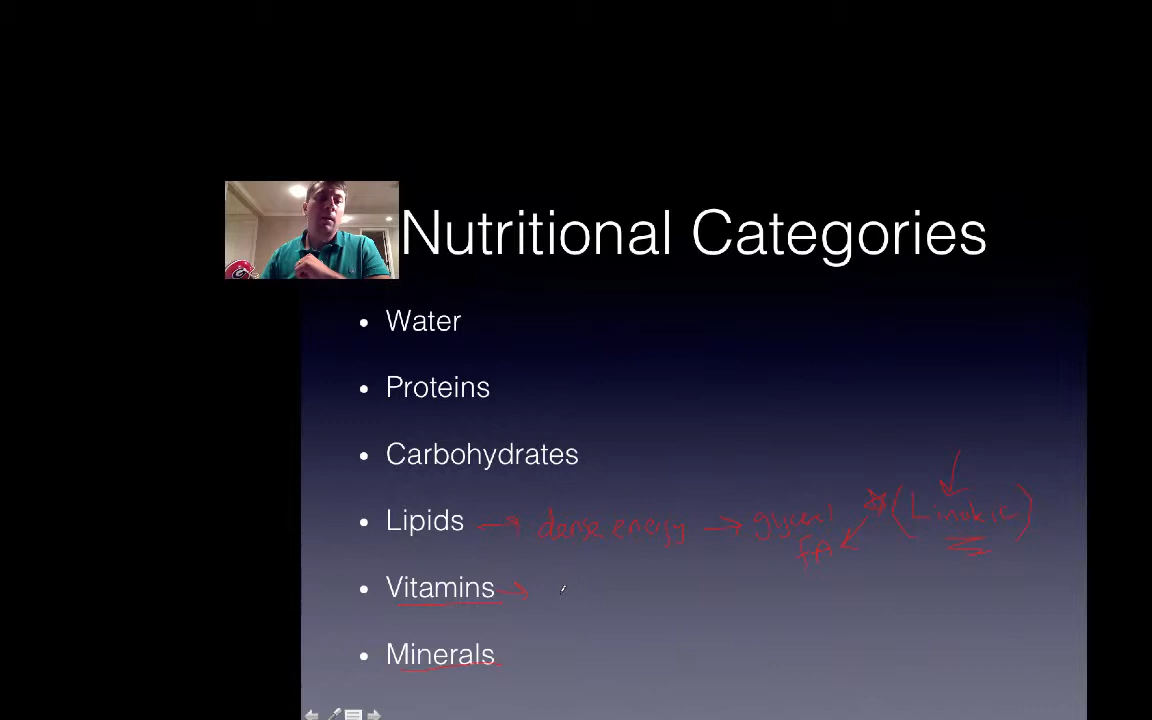 Nutritional Categories
• Water
• Proteins
• Carbohydrates
• Lipids → dense energy → glycerol (Linoleic)
FA
• Vitamins →
• Minerals